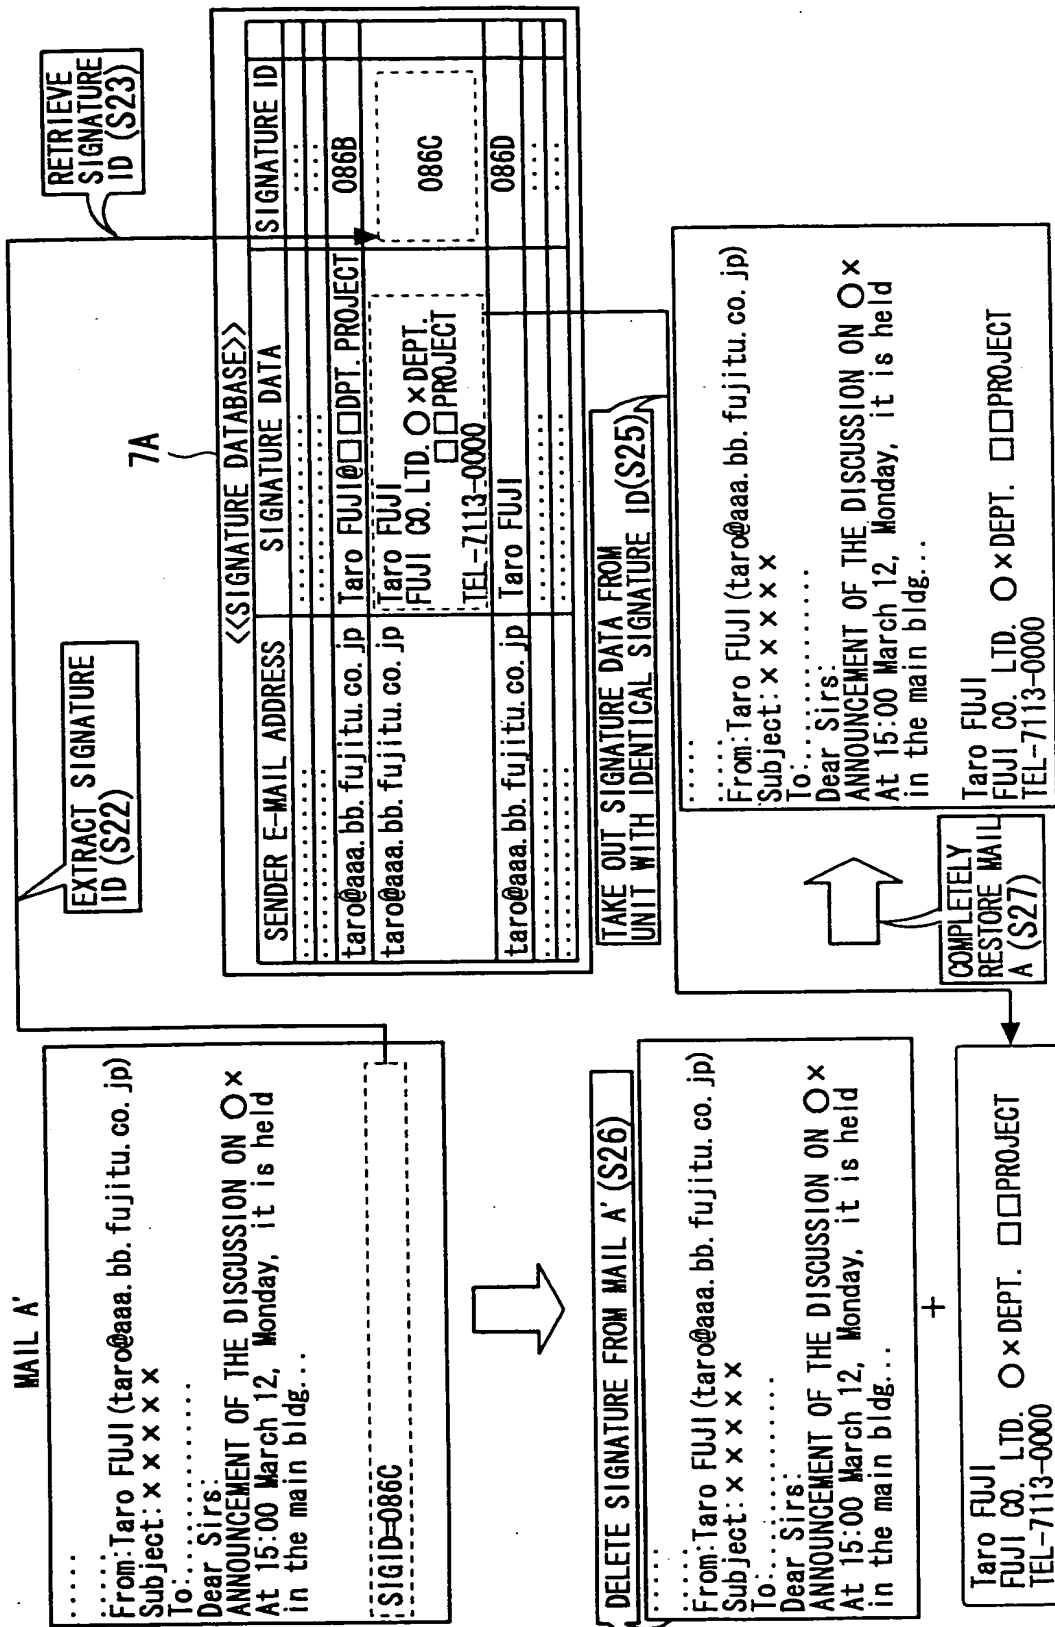 MAIL A'
.....
.....
From:Taro FUJI(taro@aaa.bb.fujitu.co.jp)
Subject:×××××
To:............
Dear Sirs:
ANNOUNCEMENT OF THE DISCUSSION ON ○×
At 15:00 March 12, Monday, it is held
in the main bldg...
SIGID=086C
EXTRACT SIGNATURE
ID (S22)
RETRIEVE
SIGNATURE
ID (S23)
7A
<<SIGNATURE DATABASE>>
SENDER E-MAIL ADDRESS SIGNATURE DATA SIGNATURE ID
taro@aaa.bb.fujitu.co.jp Taro FUJI@□□DPT.PROJECT 086B
taro@aaa.bb.fujitu.co.jp Taro FUJI 086C
FUJI CO.LTD.○×DEPT.
□□PROJECT
TEL-7113-0000
taro@aaa.bb.fujitu.co.jp Taro FUJI 086D
TAKE OUT SIGNATURE DATA FROM
UNIT WITH IDENTICAL SIGNATURE ID(S25)
DELETE SIGNATURE FROM MAIL A'(S26)
.....
.....
From:Taro FUJI(taro@aaa.bb.fujitu.co.jp)
Subject:×××××
To:............
Dear Sirs:
ANNOUNCEMENT OF THE DISCUSSION ON ○×
At 15:00 March 12, Monday, it is held
in the main bldg...
+
Taro FUJI
FUJI CO. LTD. ○×DEPT. □□PROJECT
TEL-7113-0000
COMPLETELY
RESTORE MAIL
A (S27)
.....
.....
From:Taro FUJI(taro@aaa.bb.fujitu.co.jp)
Subject:×××××
To:............
Dear Sirs:
ANNOUNCEMENT OF THE DISCUSSION ON ○×
At 15:00 March 12, Monday, it is held
in the main bldg...
Taro FUJI
FUJI CO. LTD. ○×DEPT. □□PROJECT
TEL-7113-0000